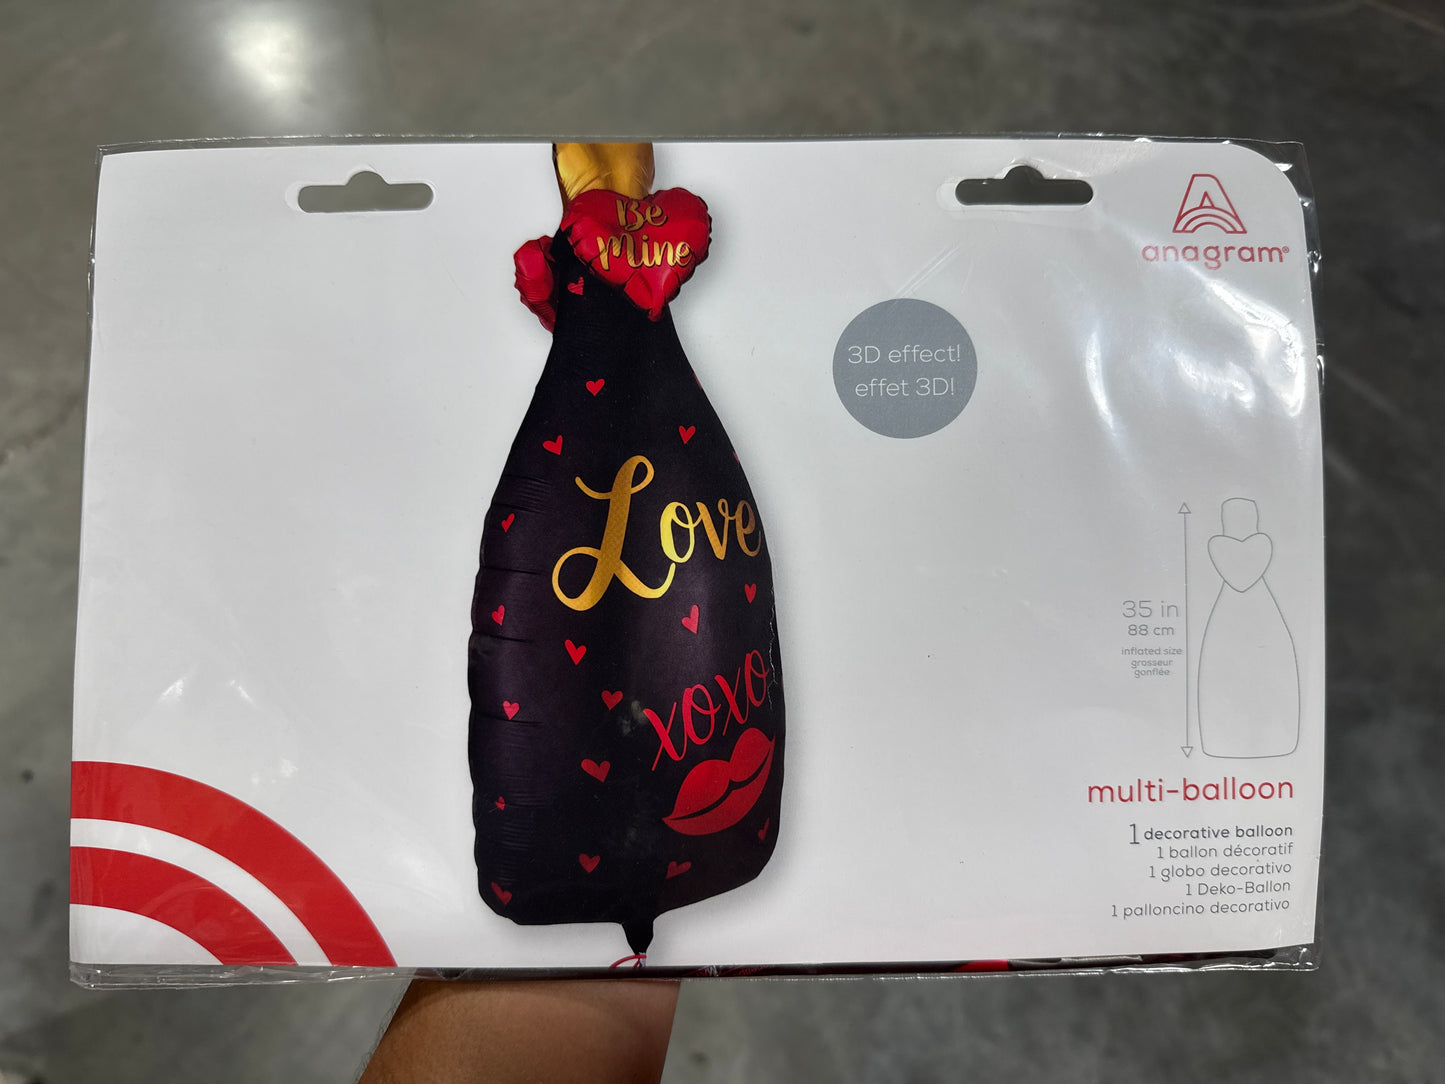 Be
Mine
anagram®
3D effect!
effet 3D!
Love
xoxo
35 in
88 cm
inflated size
grosseur
gonflée
multi-balloon
1 decorative balloon
1 ballon décoratif
1 globo decorativo
1 Deko-Ballon
1 palloncino decorativo